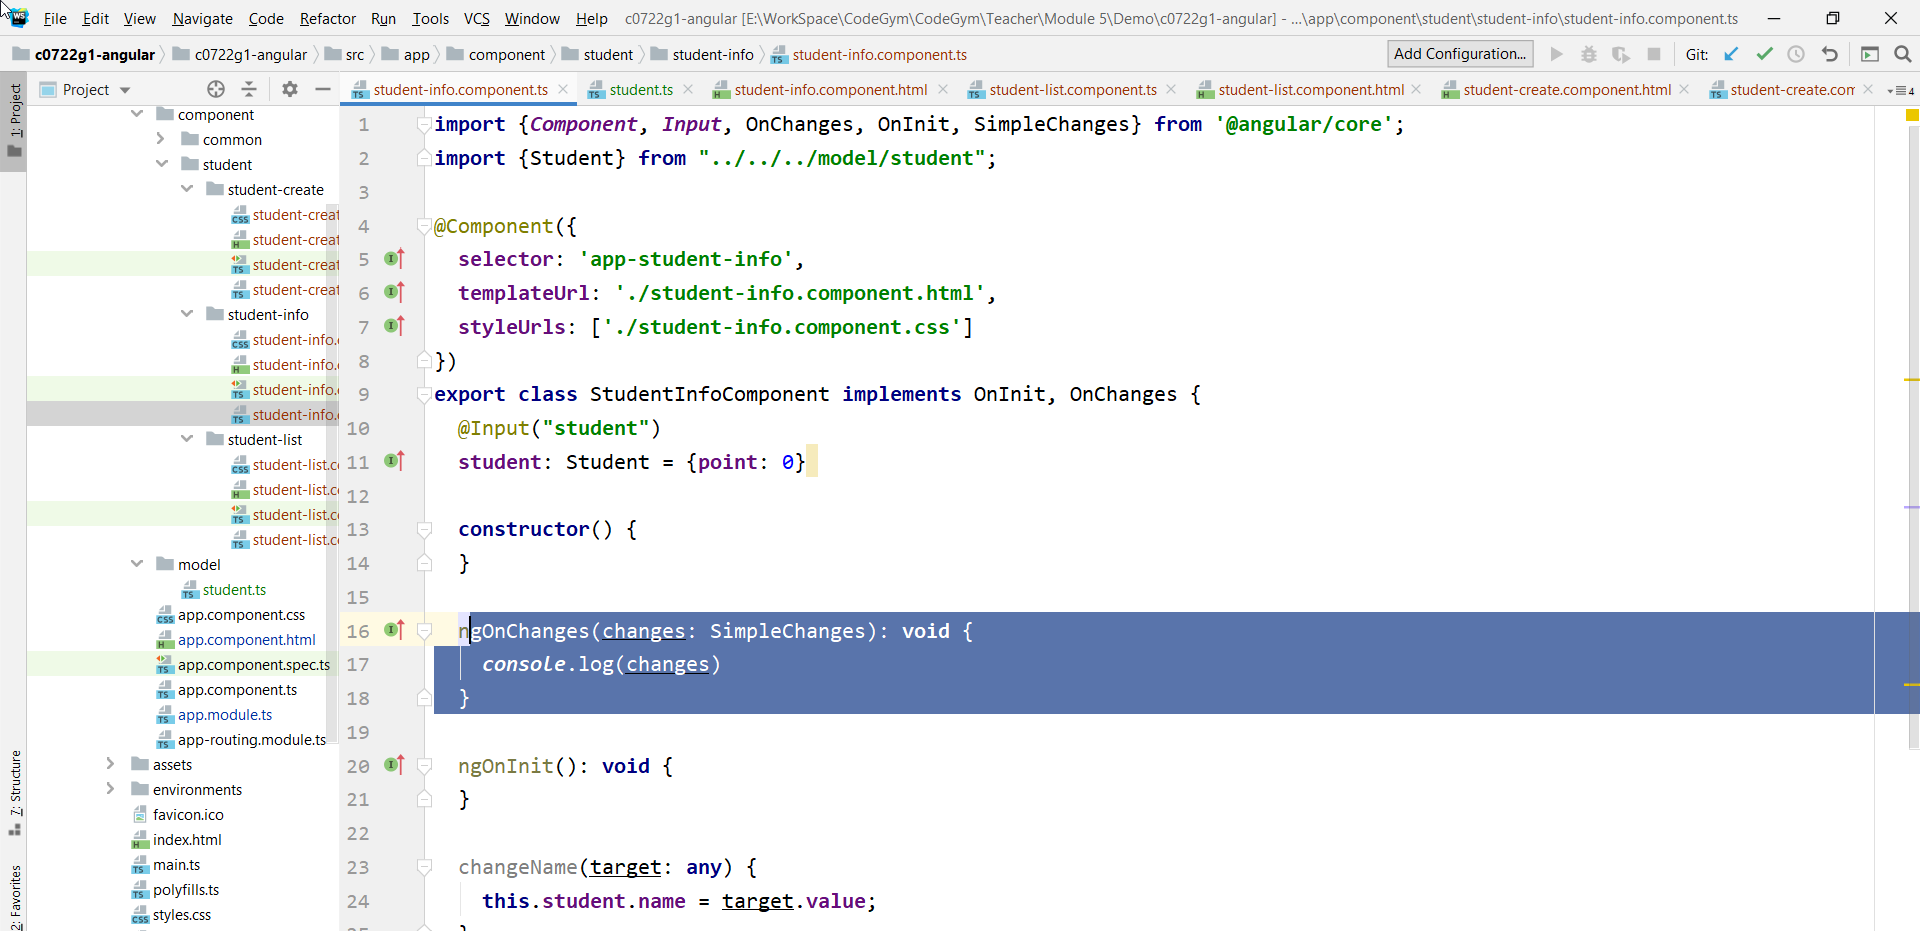 File Edit View Navigate Code Refactor Run Tools VCS Window Help c0722g1-angular [E:\WorkSpace\CodeGym\CodeGym\Teacher\Module 5\Demo\c0722g1-angular] - ...\app\component\student\student-info\student-info.component.ts
c0722g1-angular c0722g1-angular src app component student student-info student-info.component.ts Add Configuration... Git:
1: Project
Project
student-info.component.ts student.ts student-info.component.html student-list.component.ts student-list.component.html student-create.component.html student-create.com 4
component
common
student
student-create
student-creat
student-creat
student-creat
student-creat
student-info
student-info.
student-info.
student-info.
student-info.
student-list
student-list.c
student-list.c
student-list.c
student-list.c
model
student.ts
app.component.css
app.component.html
app.component.spec.ts
app.component.ts
app.module.ts
app-routing.module.ts
assets
environments
favicon.ico
index.html
main.ts
polyfills.ts
styles.css
7: Structure
2: Favorites
1 import {Component, Input, OnChanges, OnInit, SimpleChanges} from '@angular/core';
2 import {Student} from "../../../model/student";
3
4 @Component({
5 selector: 'app-student-info',
6 templateUrl: './student-info.component.html',
7 styleUrls: ['./student-info.component.css']
8 })
9 export class StudentInfoComponent implements OnInit, OnChanges {
10 @Input("student")
11 student: Student = {point: 0}
12
13 constructor() {
14 }
15
16 ngOnChanges(changes: SimpleChanges): void {
17 console.log(changes)
18 }
19
20 ngOnInit(): void {
21 }
22
23 changeName(target: any) {
24 this.student.name = target.value;